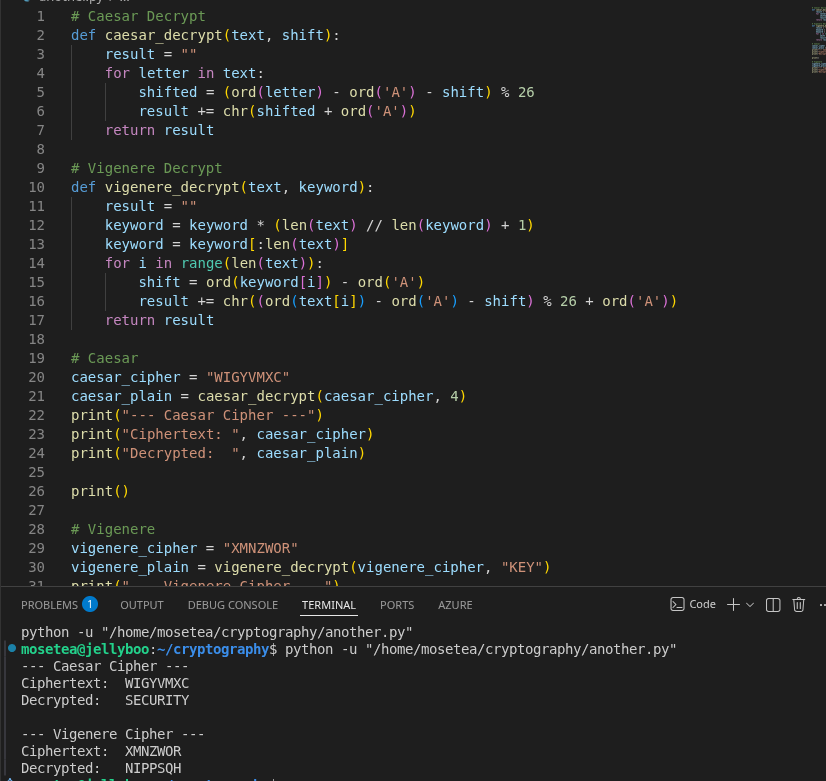 another.py
1 # Caesar Decrypt
2 def caesar_decrypt(text, shift):
3     result = ""
4     for letter in text:
5         shifted = (ord(letter) - ord('A') - shift) % 26
6         result += chr(shifted + ord('A'))
7     return result
8
9 # Vigenere Decrypt
10 def vigenere_decrypt(text, keyword):
11     result = ""
12     keyword = keyword * (len(text) // len(keyword) + 1)
13     keyword = keyword[:len(text)]
14     for i in range(len(text)):
15         shift = ord(keyword[i]) - ord('A')
16         result += chr((ord(text[i]) - ord('A') - shift) % 26 + ord('A'))
17     return result
18
19 # Caesar
20 caesar_cipher = "WIGYVMXC"
21 caesar_plain = caesar_decrypt(caesar_cipher, 4)
22 print("--- Caesar Cipher ---")
23 print("Ciphertext: ", caesar_cipher)
24 print("Decrypted:  ", caesar_plain)
25
26 print()
27
28 # Vigenere
29 vigenere_cipher = "XMNZWOR"
30 vigenere_plain = vigenere_decrypt(vigenere_cipher, "KEY")
31 print("--- Vigenere Cipher ---")
PROBLEMS 1 OUTPUT DEBUG CONSOLE TERMINAL PORTS AZURE Code
python -u "/home/mosetea/cryptography/another.py"
mosetea@jellyboo:~/cryptography$ python -u "/home/mosetea/cryptography/another.py"
--- Caesar Cipher ---
Ciphertext:  WIGYVMXC
Decrypted:   SECURITY

--- Vigenere Cipher ---
Ciphertext:  XMNZWOR
Decrypted:   NIPPSQH